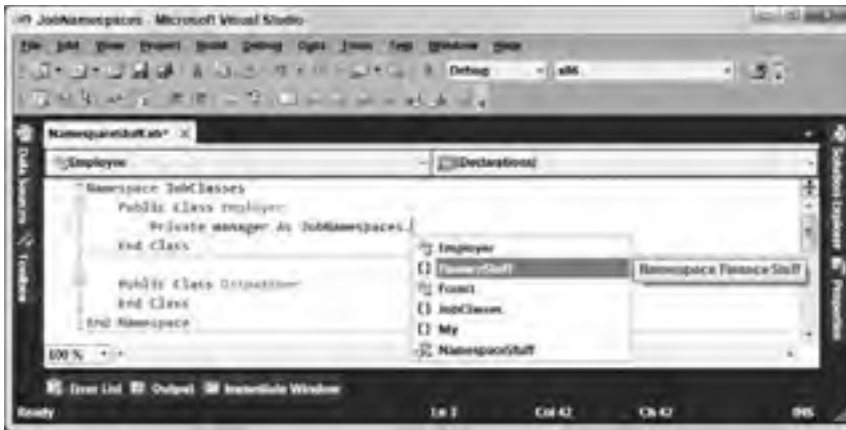 JobNamespaces - Microsoft Visual Studio
File Edit View Project Build Debug Data Tools Test Window Help
Debug x86
NamespaceStuff.vb* ×
Employee (Declarations)
Namespace JobClasses
Public Class Employee
Private manager As JobNamespaces.
End Class
Public Class
End Class
End Namespace
Employee
{} FinanceStuff
Namespace FinanceStuff
Form1
{} JobClasses
{} My
NamespaceStuff
100 %
Data Sources
Toolbox
Solution Explorer
Properties
Error List Output Immediate Window
Ready Ln 3 Col 42 Ch 42 INS